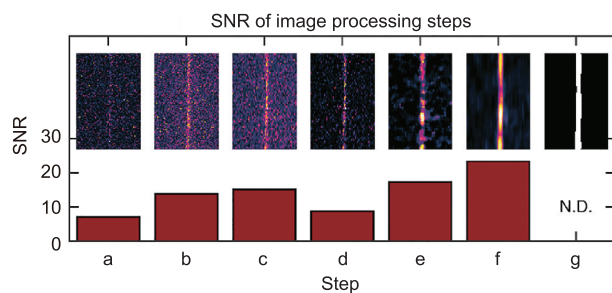 SNR of image processing steps
SNR
30
20
10
0
N.D.
a b c d e f g
Step